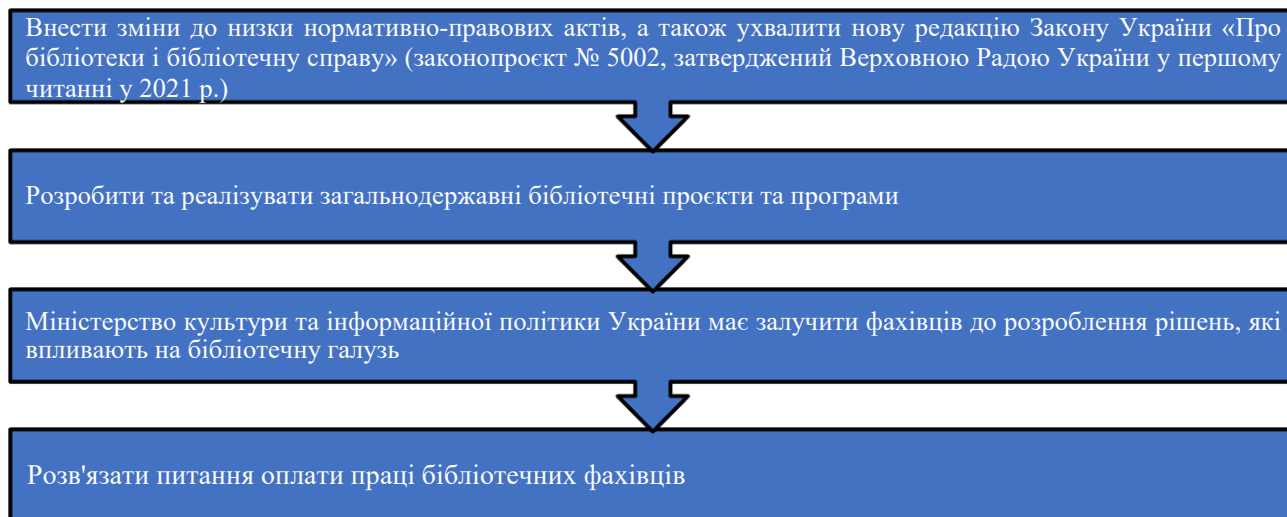 Внести зміни до низки нормативно-правових актів, а також ухвалити нову редакцію Закону України «Про
бібліотеки і бібліотечну справу» (законопроєкт № 5002, затверджений Верховною Радою України у першому
читанні у 2021 р.)
Розробити та реалізувати загальнодержавні бібліотечні проєкти та програми
Міністерство культури та інформаційної політики України має залучити фахівців до розроблення рішень, які
впливають на бібліотечну галузь
Розв'язати питання оплати праці бібліотечних фахівців